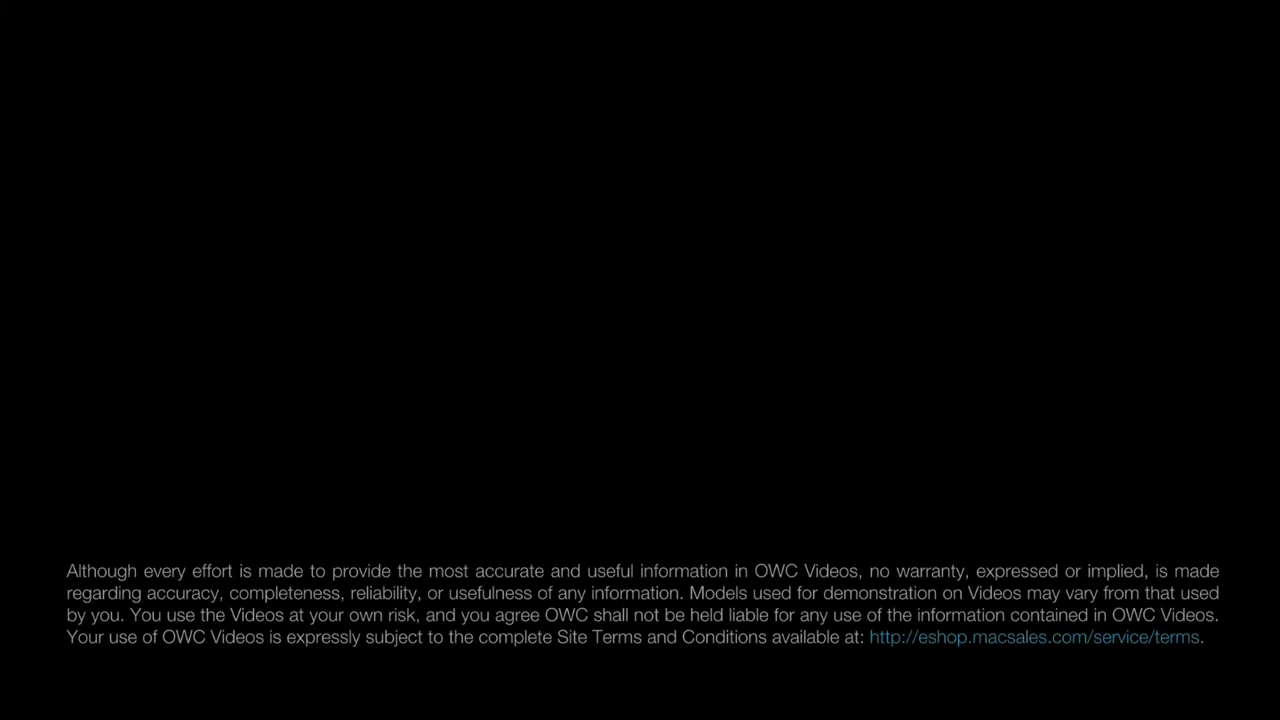 Although every effort is made to provide the most accurate and useful information in OWC Videos, no warranty, expressed or implied, is made
regarding accuracy, completeness, reliability, or usefulness of any information. Models used for demonstration on Videos may vary from that used
by you. You use the Videos at your own risk, and you agree OWC shall not be held liable for any use of the information contained in OWC Videos.
Your use of OWC Videos is expressly subject to the complete Site Terms and Conditions available at: http://eshop.macsales.com/service/terms.